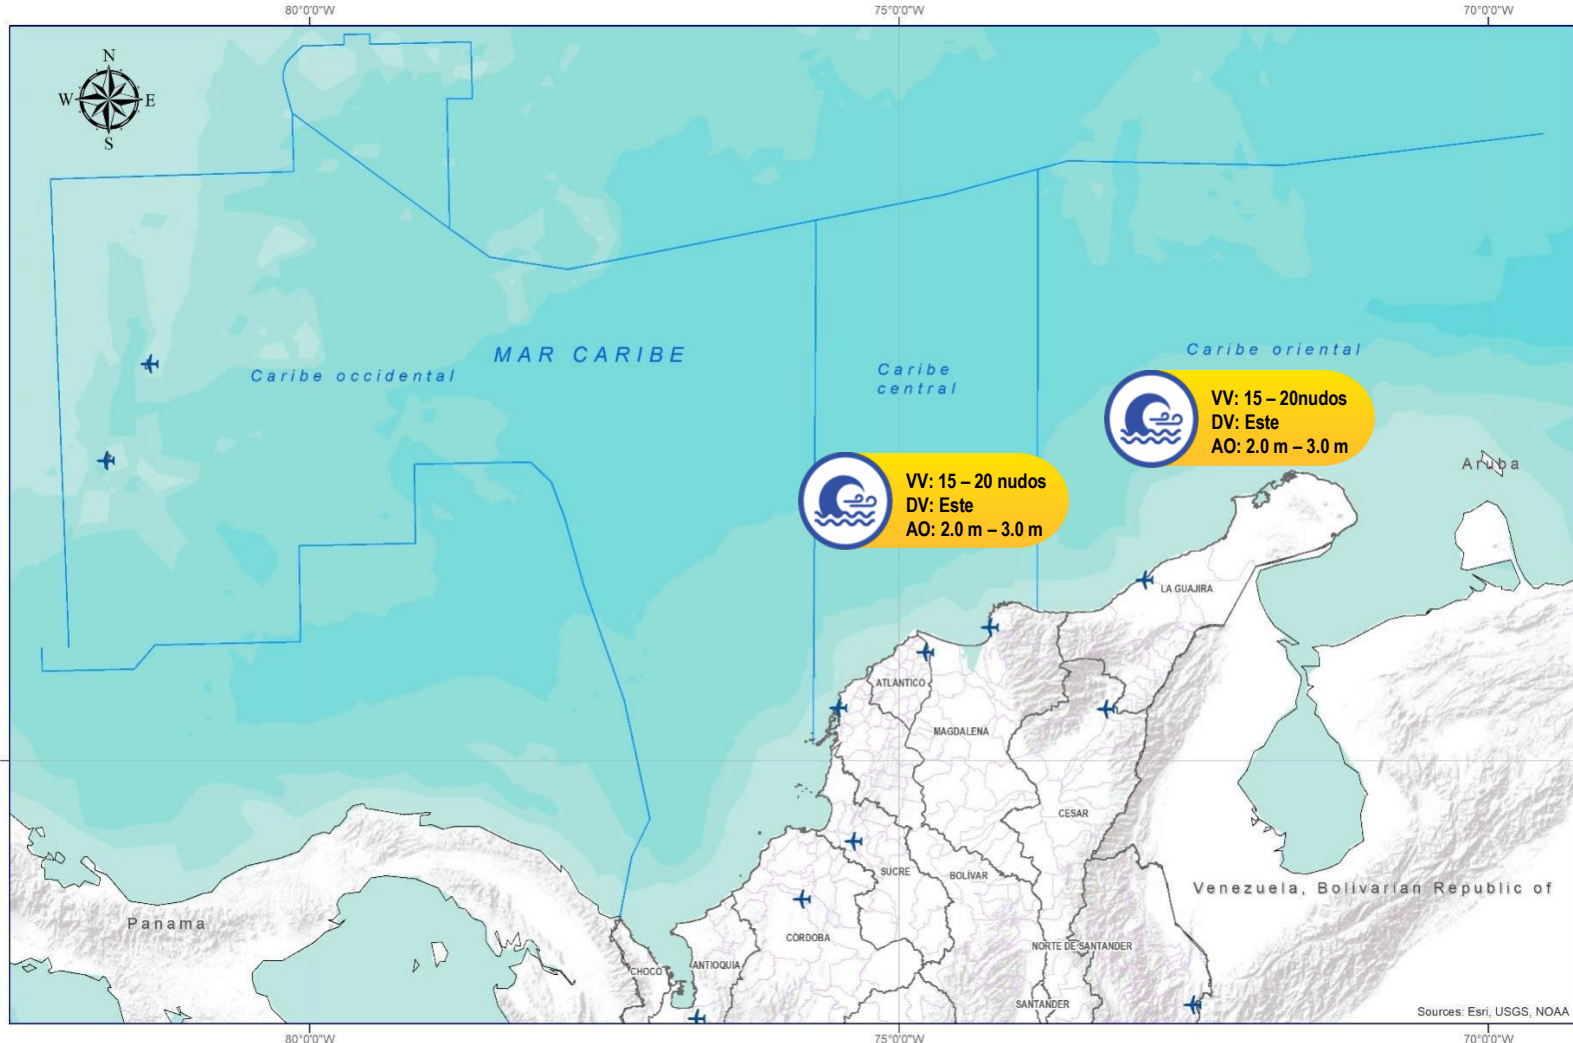 80°0'0"W
75°0'0"W
70°0'0"W
N
W
E
S
MAR CARIBE
Caribe occidental
Caribe
central
Caribe oriental
VV: 15 – 20nudos
DV: Este
AO: 2.0 m – 3.0 m
VV: 15 – 20 nudos
DV: Este
AO: 2.0 m – 3.0 m
Aruba
LA GUAJIRA
ATLANTICO
MAGDALENA
CESAR
SUCRE
BOLÍVAR
Venezuela, Bolivarian Republic of
Panama
CÓRDOBA
NORTE DE SANTANDER
CHOCO
ANTIOQUIA
SANTANDER
Sources: Esri, USGS, NOAA
80°0'0"W
75°0'0"W
70°0'0"W